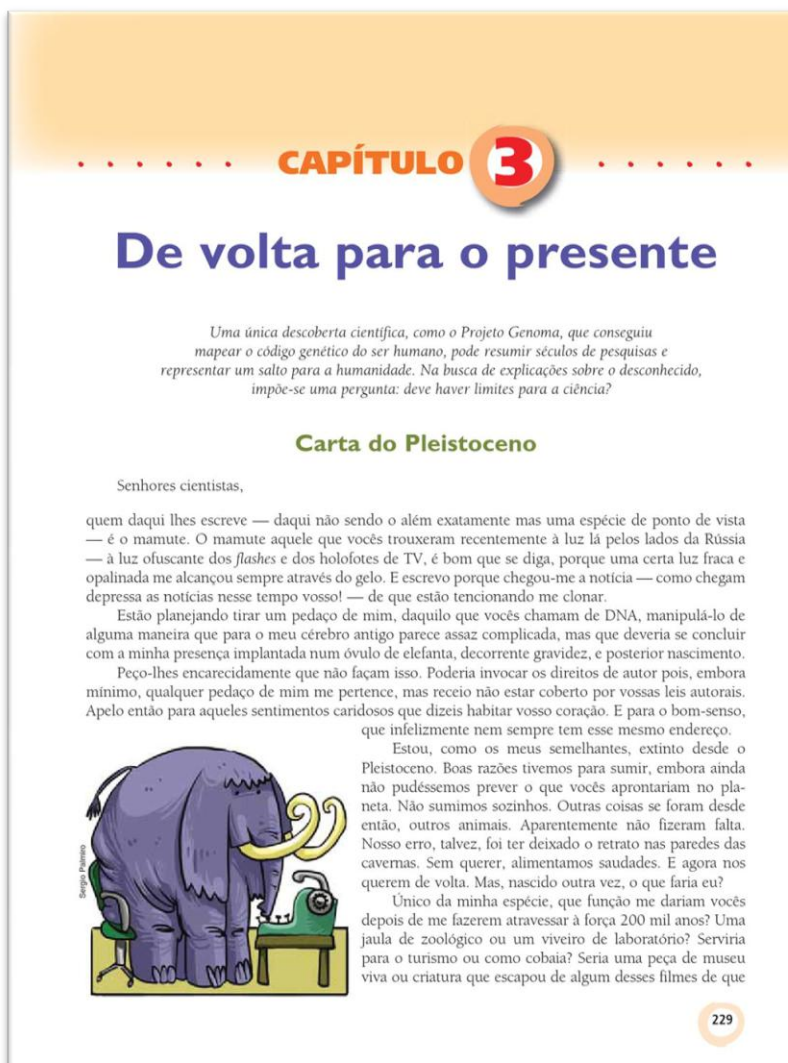 CAPÍTULO 3
De volta para o presente
Uma única descoberta científica, como o Projeto Genoma, que conseguiu
mapear o código genético do ser humano, pode resumir séculos de pesquisas e
representar um salto para a humanidade. Na busca de explicações sobre o desconhecido,
impõe-se uma pergunta: deve haver limites para a ciência?
Carta do Pleistoceno
Senhores cientistas,
quem daqui lhes escreve — daqui não sendo o além exatamente mas uma espécie de ponto de vista
— é o mamute. O mamute aquele que vocês trouxeram recentemente à luz lá pelos lados da Rússia
— à luz ofuscante dos flashes e dos holofotes de TV, é bom que se diga, porque uma certa luz fraca e
opalinada me alcançou sempre através do gelo. E escrevo porque chegou-me a notícia — como chegam
depressa as notícias nesse tempo vosso! — de que estão tencionando me clonar.
Estão planejando tirar um pedaço de mim, daquilo que vocês chamam de DNA, manipulá-lo de
alguma maneira que para o meu cérebro antigo parece assaz complicada, mas que deveria se concluir
com a minha presença implantada num óvulo de elefanta, decorrente gravidez, e posterior nascimento.
Peço-lhes encarecidamente que não façam isso. Poderia invocar os direitos de autor pois, embora
mínimo, qualquer pedaço de mim me pertence, mas receio não estar coberto por vossas leis autorais.
Apelo então para aqueles sentimentos caridosos que dizeis habitar vosso coração. E para o bom-senso,
que infelizmente nem sempre tem esse mesmo endereço.
Estou, como os meus semelhantes, extinto desde o
Pleistoceno. Boas razões tivemos para sumir, embora ainda
não pudéssemos prever o que vocês aprontariam no pla-
neta. Não sumimos sozinhos. Outras coisas se foram desde
então, outros animais. Aparentemente não fizeram falta.
Nosso erro, talvez, foi ter deixado o retrato nas paredes das
cavernas. Sem querer, alimentamos saudades. E agora nos
querem de volta. Mas, nascido outra vez, o que faria eu?
Único da minha espécie, que função me dariam vocês
depois de me fazerem atravessar à força 200 mil anos? Uma
jaula de zoológico ou um viveiro de laboratório? Serviria
para o turismo ou como cobaia? Seria uma peça de museu
viva ou criatura que escapou de algum desses filmes de que
Sergio Palmiro
229